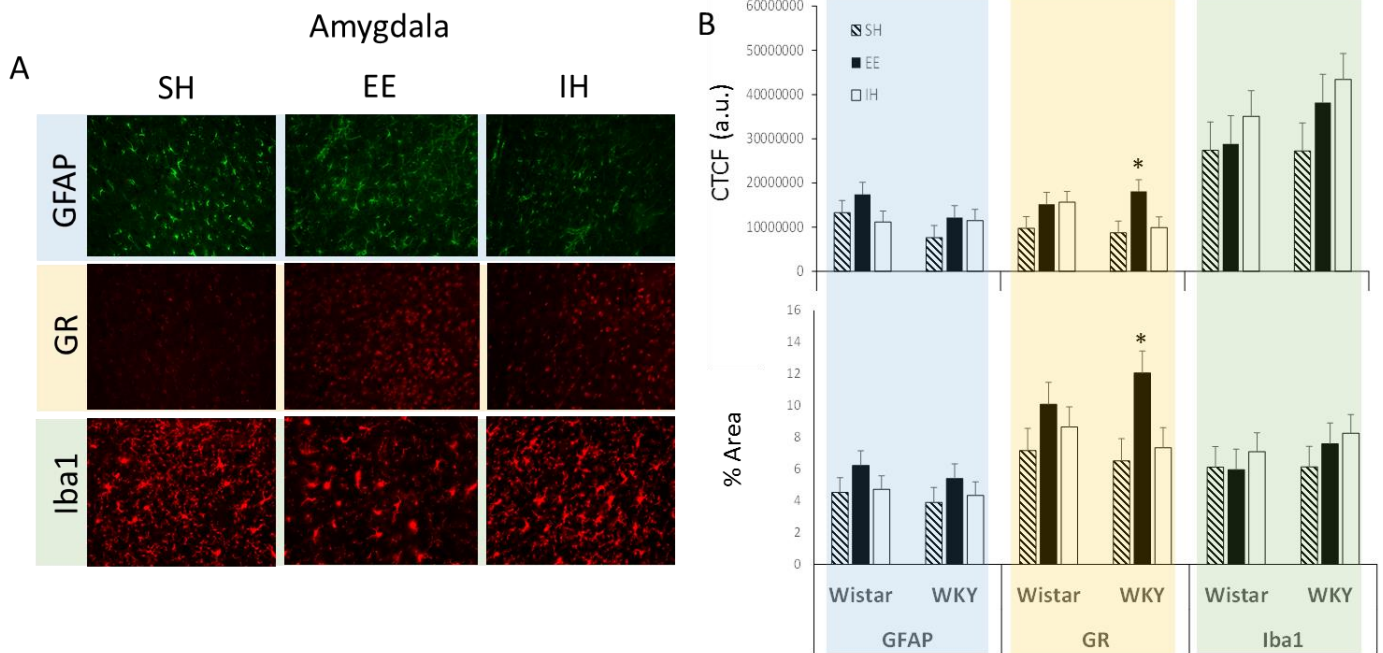 Amygdala
A
SH EE IH
GFAP
GR
Iba1
B
CTCF (a.u.)
60000000
50000000
40000000
30000000
20000000
10000000
0
SH
EE
IH
*
% Area
16
14
12
10
8
6
4
2
0
*
Wistar WKY Wistar WKY Wistar WKY
GFAP GR Iba1